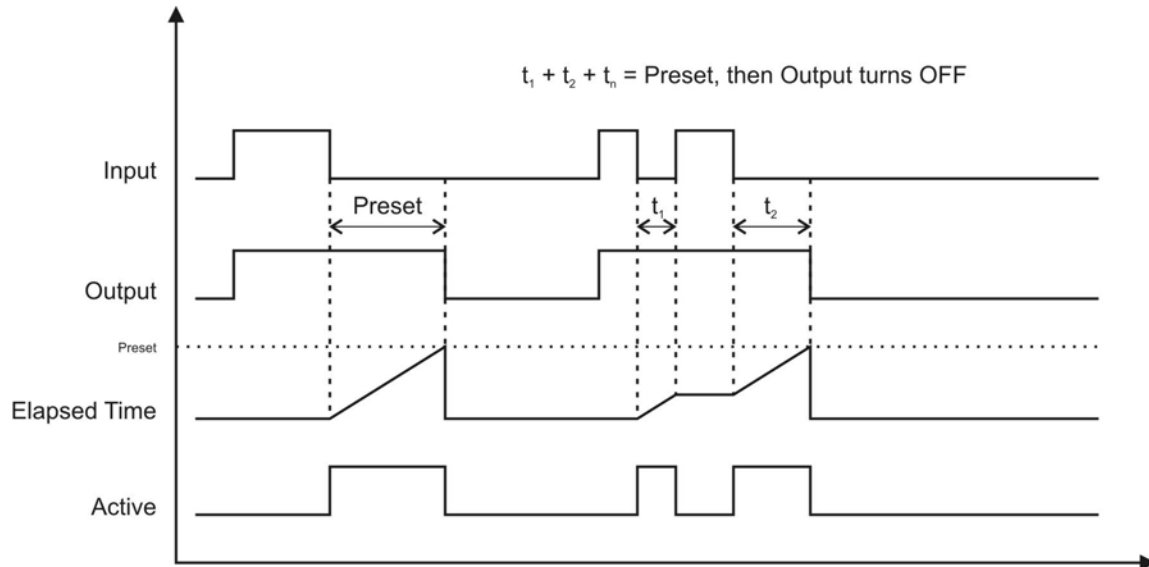 t₁ + t₂ + tₙ = Preset, then Output turns OFF
Input
Preset
t₁
t₂
Output
Preset
Elapsed Time
Active